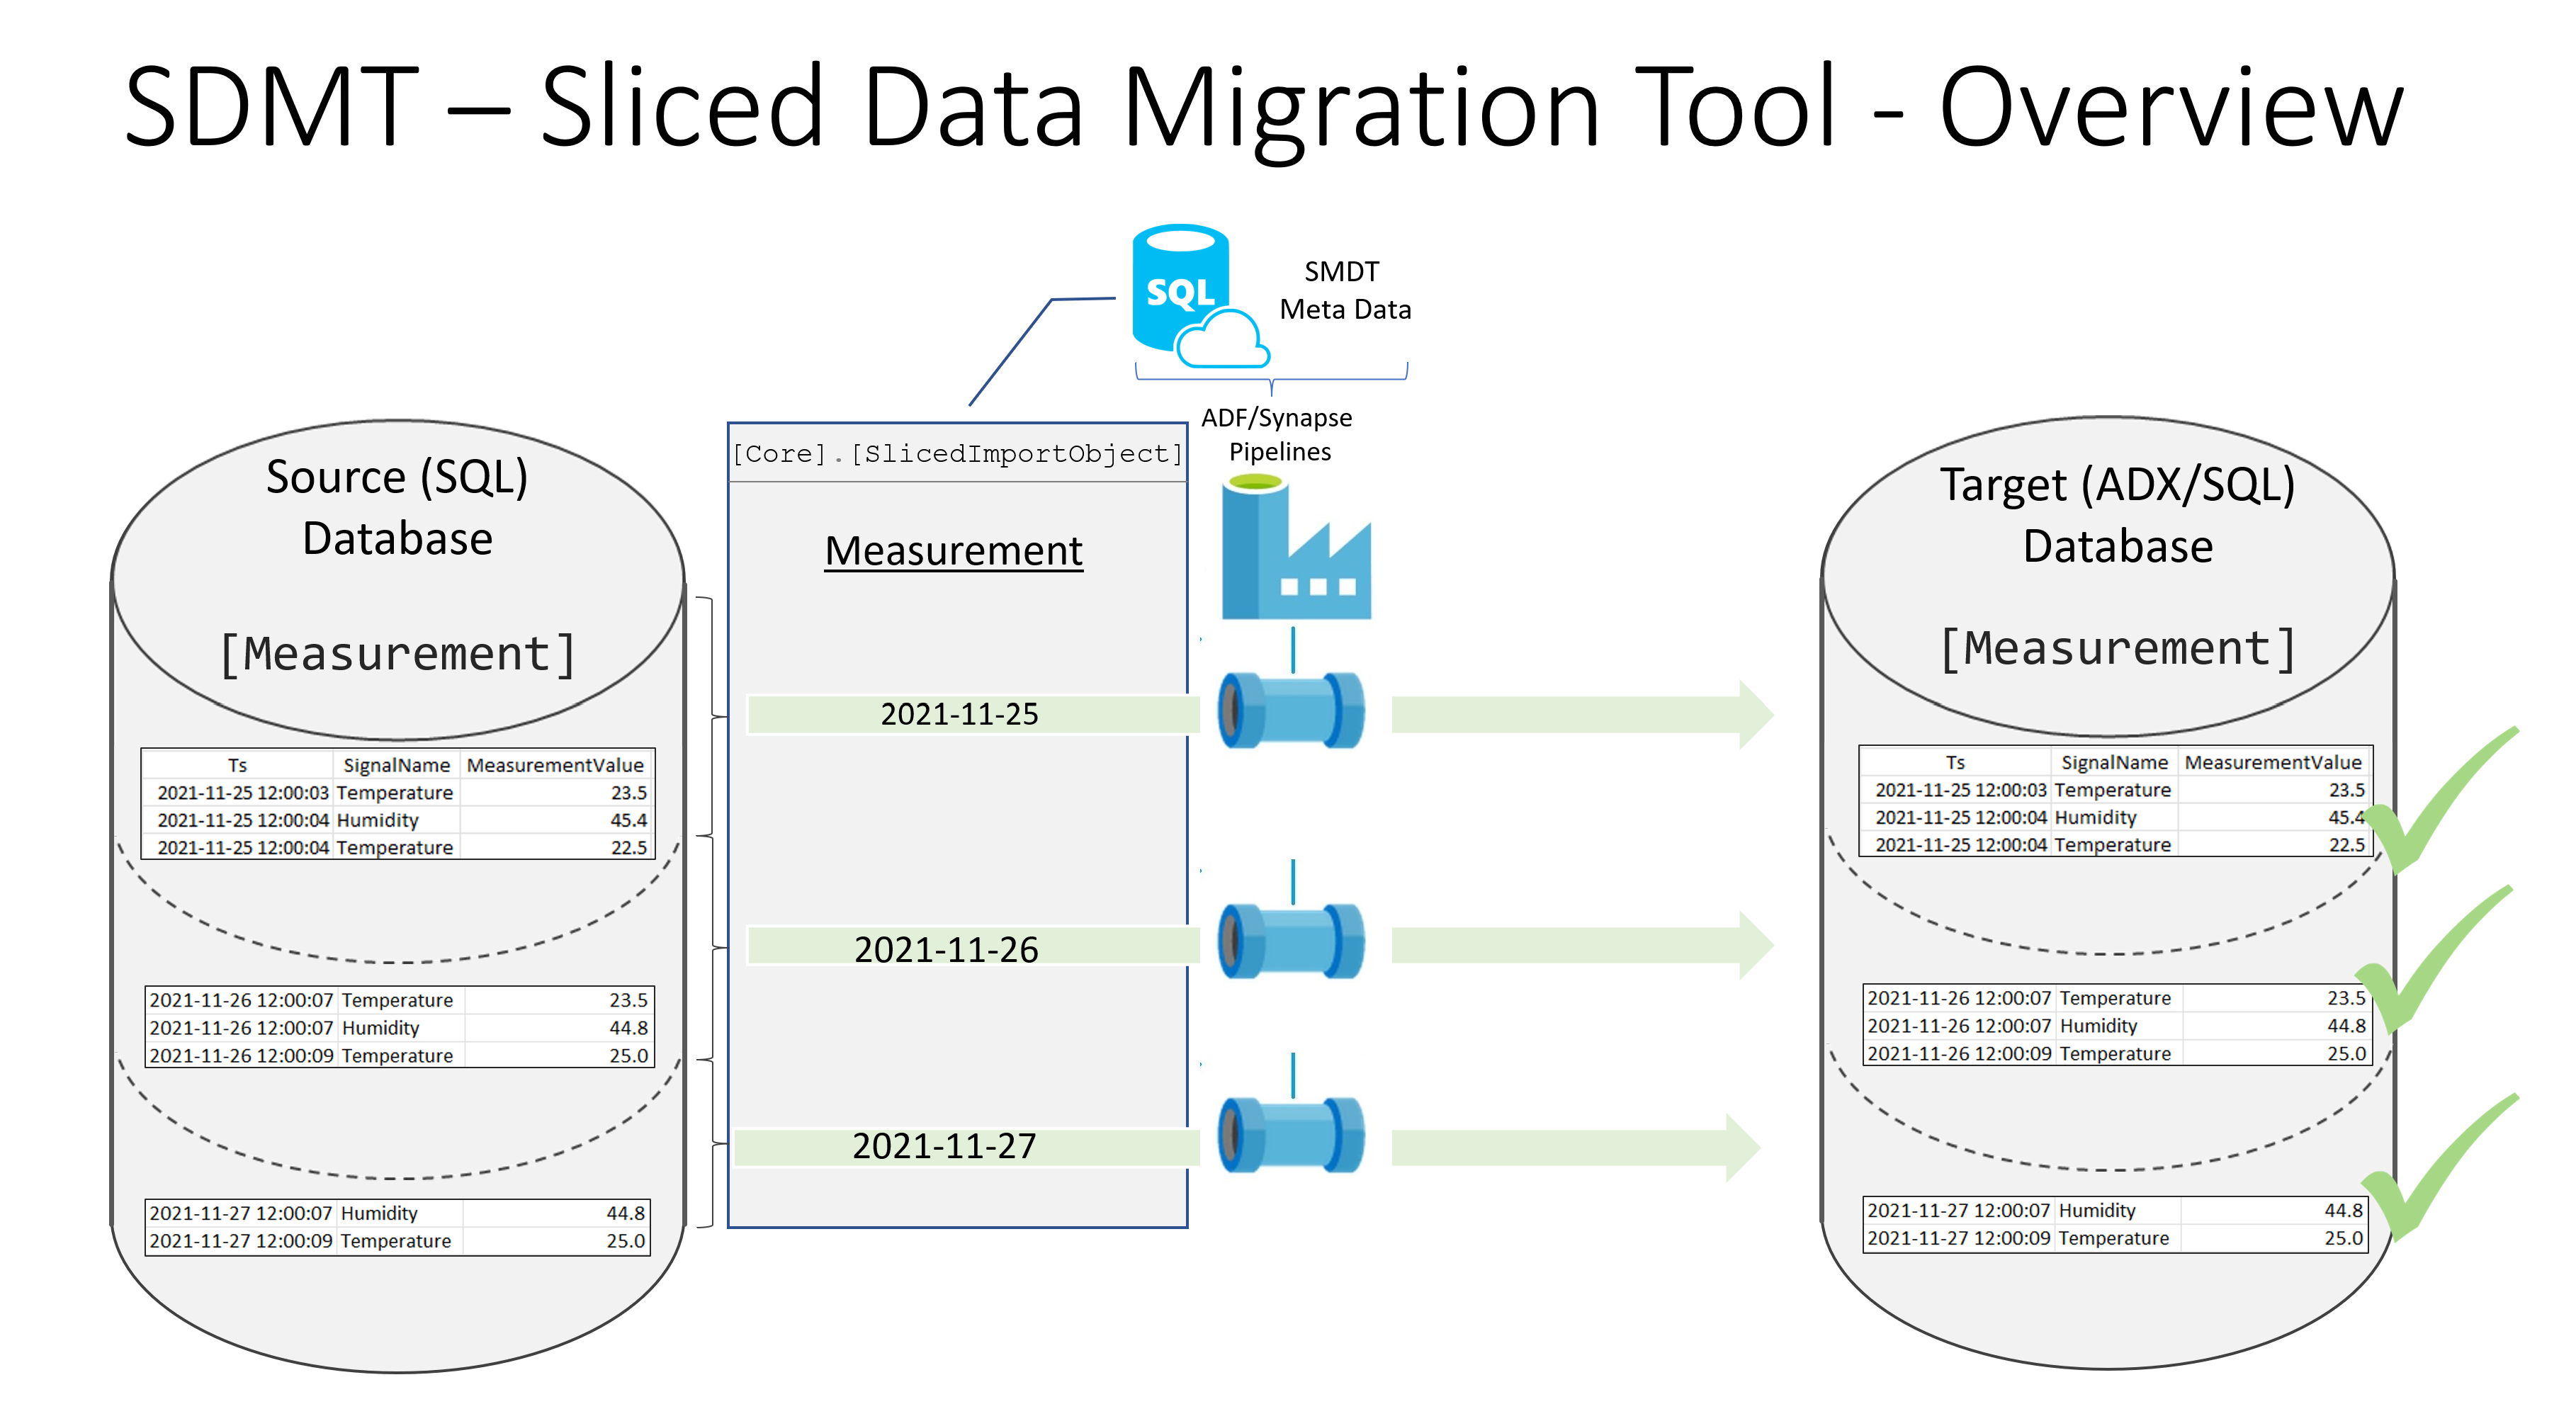 SDMT – Sliced Data Migration Tool - Overview
SQL
SMDT
Meta Data
ADF/Synapse
Pipelines
Source (SQL)
Database
[Measurement]
Ts SignalName MeasurementValue
2021-11-25 12:00:03 Temperature 23.5
2021-11-25 12:00:04 Humidity 45.4
2021-11-25 12:00:04 Temperature 22.5
2021-11-26 12:00:07 Temperature 23.5
2021-11-26 12:00:07 Humidity 44.8
2021-11-26 12:00:09 Temperature 25.0
2021-11-27 12:00:07 Humidity 44.8
2021-11-27 12:00:09 Temperature 25.0
[Core].[SlicedImportObject]
Measurement
2021-11-25
2021-11-26
2021-11-27
Target (ADX/SQL)
Database
[Measurement]
Ts SignalName MeasurementValue
2021-11-25 12:00:03 Temperature 23.5
2021-11-25 12:00:04 Humidity 45.4
2021-11-25 12:00:04 Temperature 22.5
2021-11-26 12:00:07 Temperature 23.5
2021-11-26 12:00:07 Humidity 44.8
2021-11-26 12:00:09 Temperature 25.0
2021-11-27 12:00:07 Humidity 44.8
2021-11-27 12:00:09 Temperature 25.0